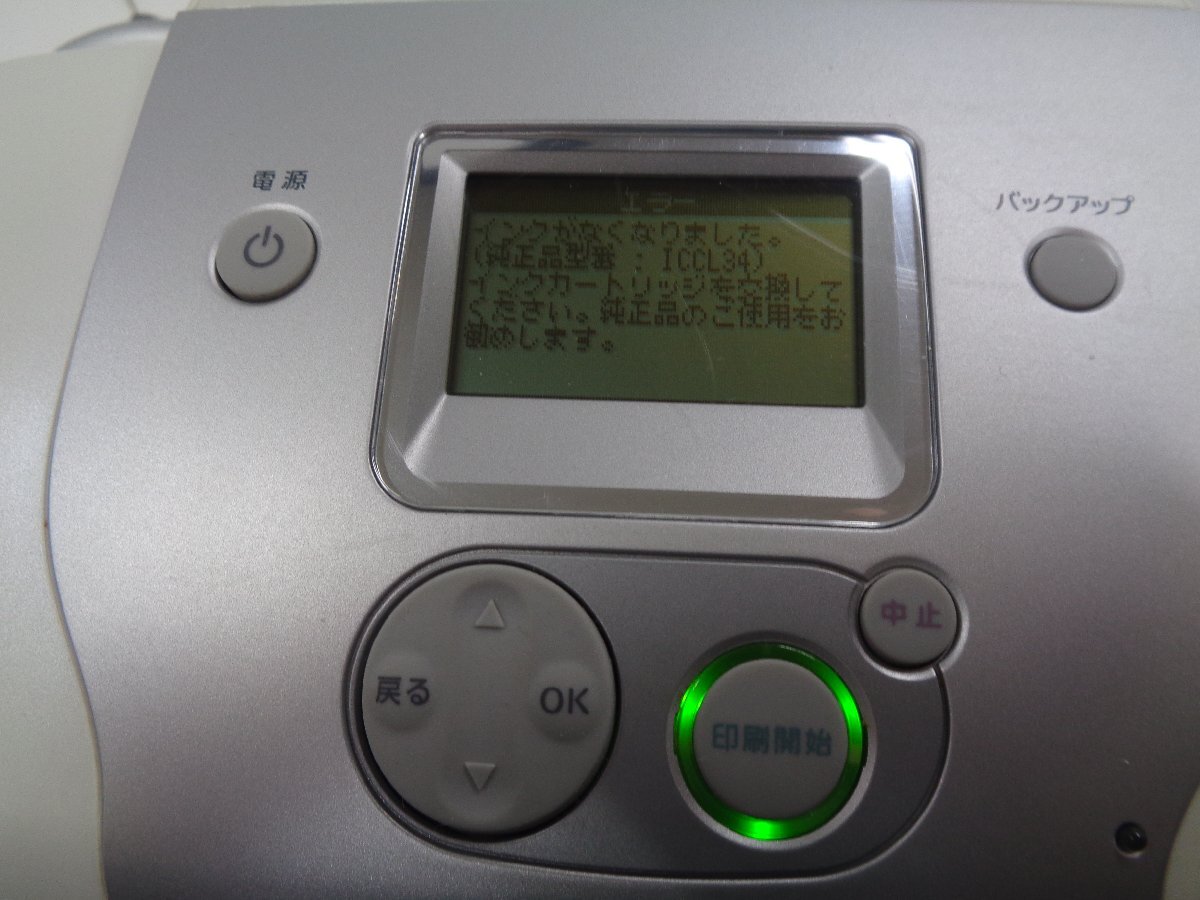 電源
バックアップ
エラー
インクがなくなりました。
(純正品型番 : ICCL34)
インクカートリッジを交換して
ください。純正品のご使用をお
勧めします。
中止
戻る
OK
印刷開始